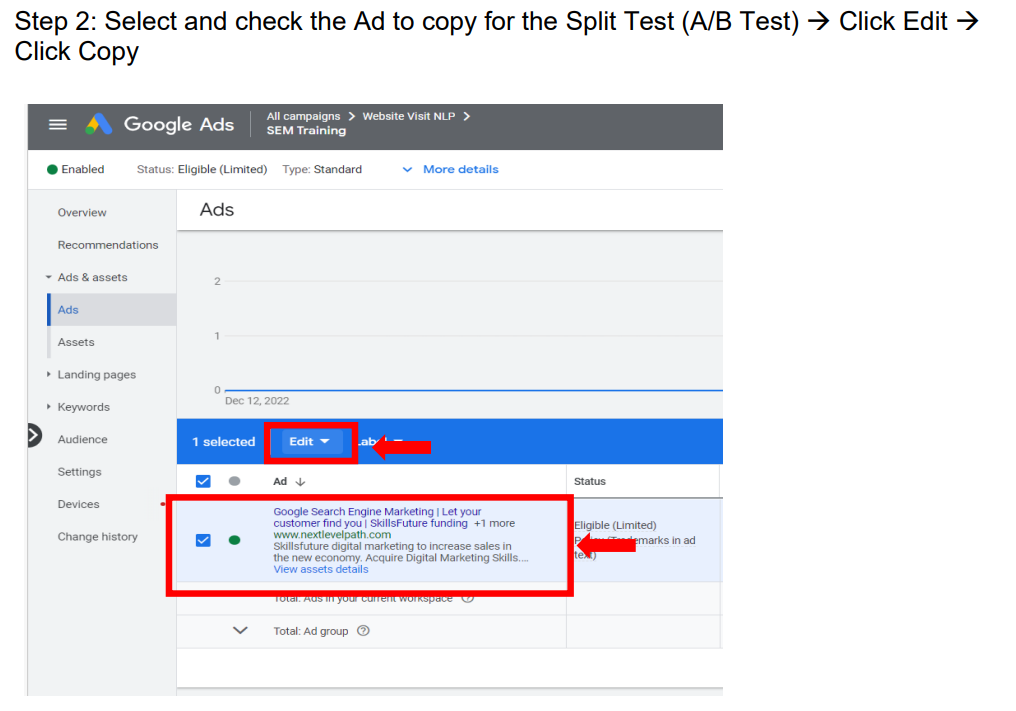 Step 2: Select and check the Ad to copy for the Split Test (A/B Test) → Click Edit →
Click Copy
Google Ads
All campaigns > Website Visit NLP >
SEM Training
Enabled Status: Eligible (Limited) Type: Standard More details
Overview
Recommendations
Ads & assets
Ads
Assets
Landing pages
Keywords
Audience
Settings
Devices
Change history
Ads
2
1
0
Dec 12, 2022
1 selected Edit
Ad ↓ Status
Google Search Engine Marketing | Let your
customer find you | SkillsFuture funding +1 more
www.nextlevelpath.com
Skillsfuture digital marketing to increase sales in
the new economy. Acquire Digital Marketing Skills....
View assets details
Eligible (Limited)
in ad
Total: Ads in your current workspace
Total: Ad group